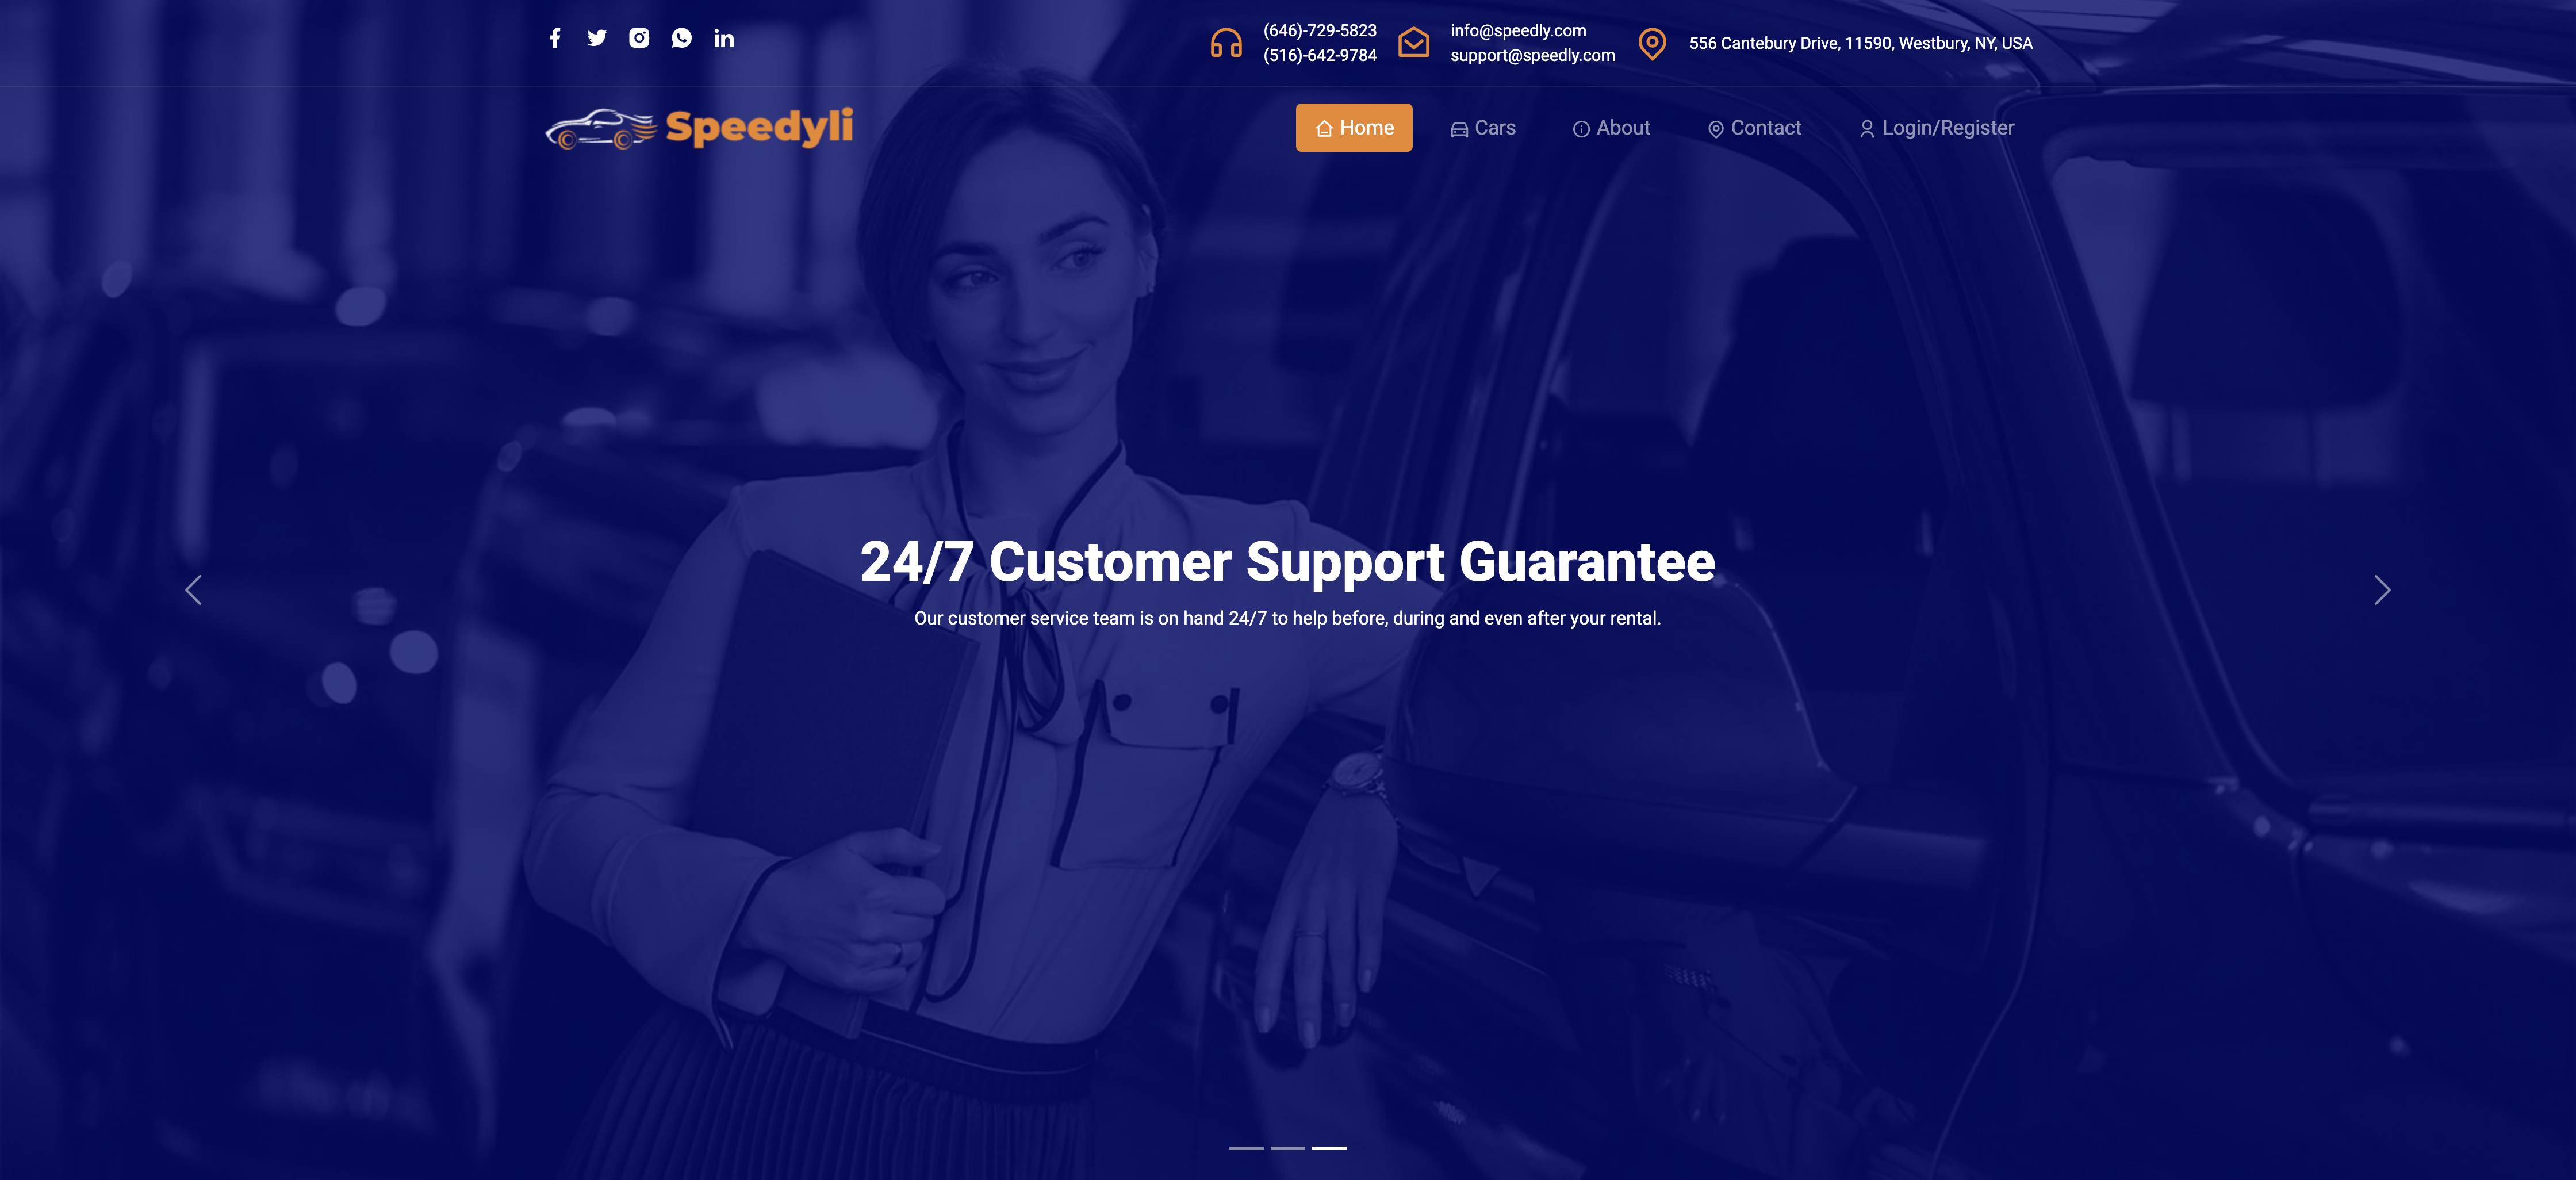 (646)-729-5823
(516)-642-9784
info@speedly.com
support@speedly.com
556 Cantebury Drive, 11590, Westbury, NY, USA
Speedyli
Home
Cars
About
Contact
Login/Register
24/7 Customer Support Guarantee
Our customer service team is on hand 24/7 to help before, during and even after your rental.